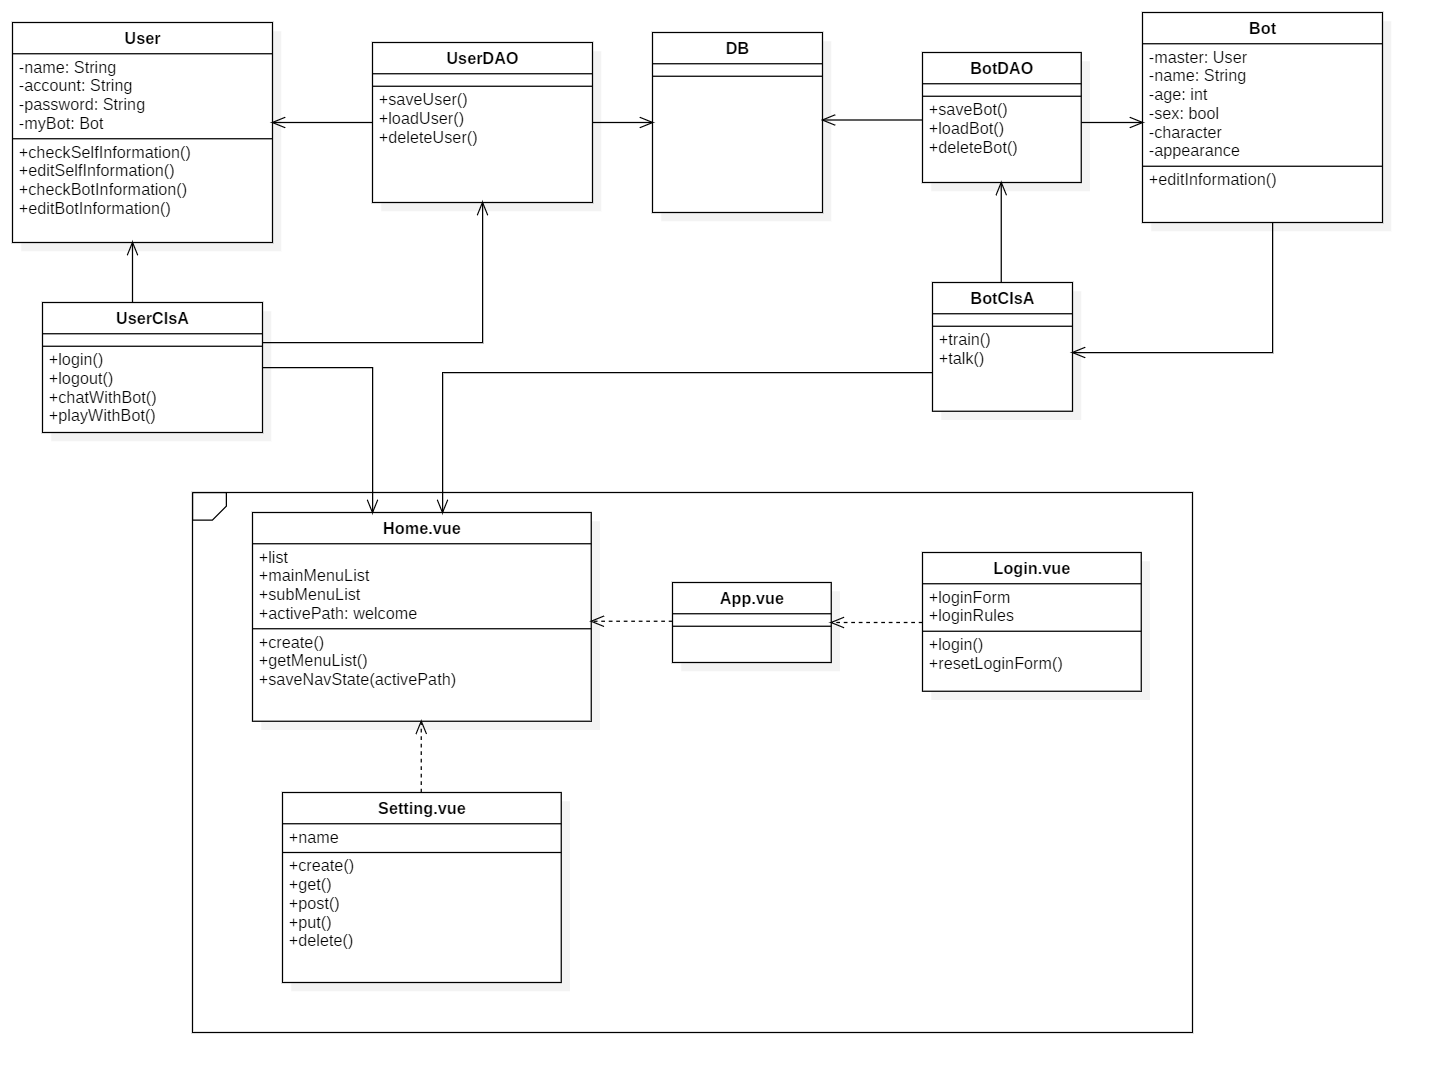 User
-name: String
-account: String
-password: String
-myBot: Bot
+checkSelfInformation()
+editSelfInformation()
+checkBotInformation()
+editBotInformation()
UserDAO
+saveUser()
+loadUser()
+deleteUser()
DB
BotDAO
+saveBot()
+loadBot()
+deleteBot()
Bot
-master: User
-name: String
-age: int
-sex: bool
-character
-appearance
+editInformation()
UserClsA
+login()
+logout()
+chatWithBot()
+playWithBot()
BotClsA
+train()
+talk()
Home.vue
+list
+mainMenuList
+subMenuList
+activePath: welcome
+create()
+getMenuList()
+saveNavState(activePath)
App.vue
Login.vue
+loginForm
+loginRules
+login()
+resetLoginForm()
Setting.vue
+name
+create()
+get()
+post()
+put()
+delete()